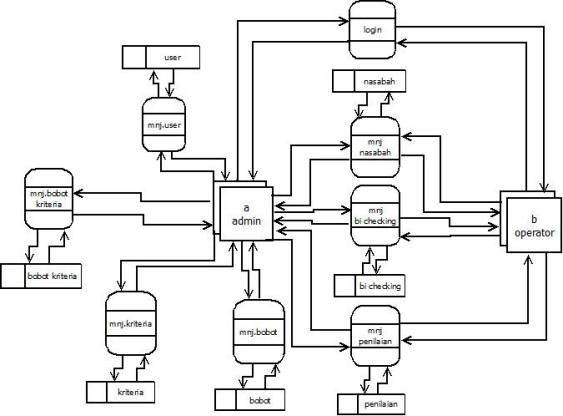 login
user
nasabah
mnj.user
mnj
nasabah
mnj.bobot
kriteria
a
admin
mnj
bi checking
b
operator
bobot kriteria
bi checking
mnj.kriteria
mnj.bobot
mnj
penilaian
kriteria
bobot
penilaian